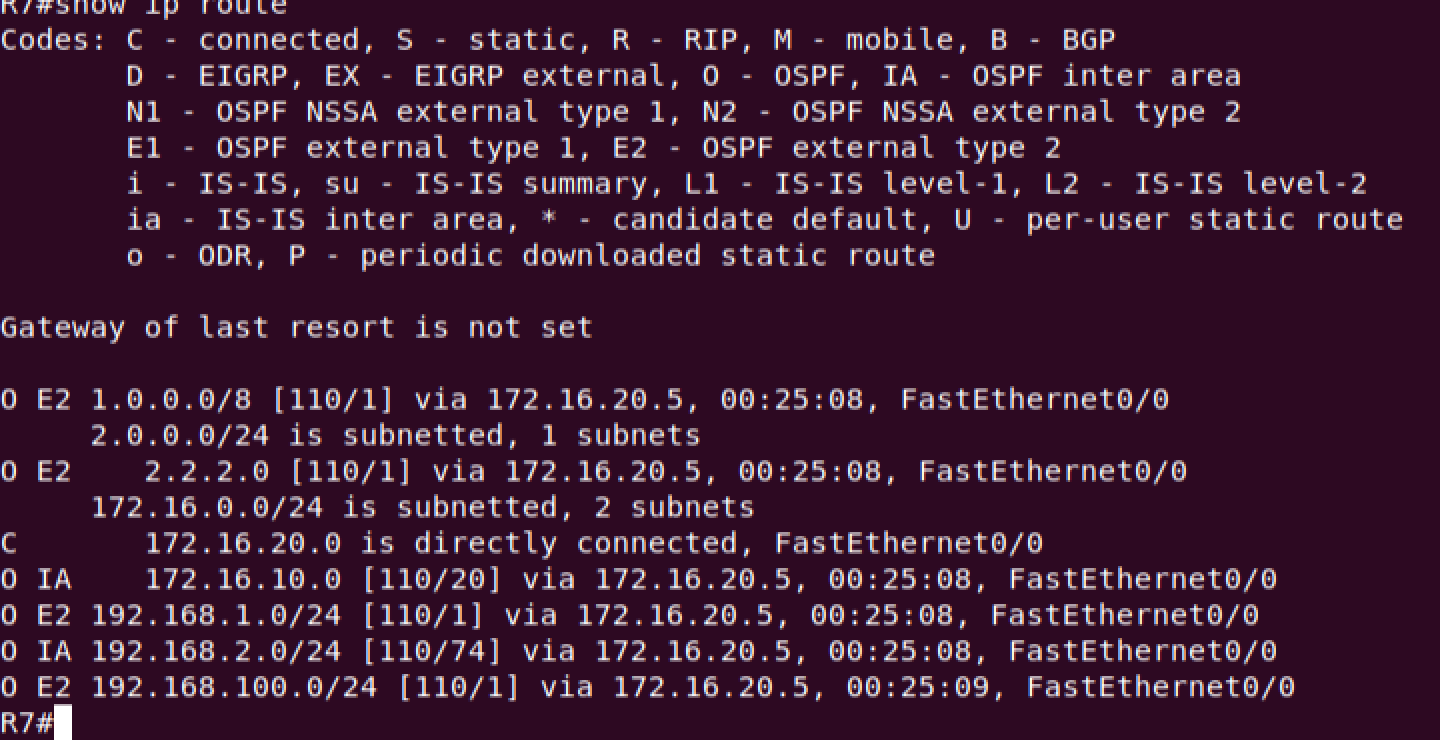 R7#show ip route
Codes: C - connected, S - static, R - RIP, M - mobile, B - BGP
       D - EIGRP, EX - EIGRP external, O - OSPF, IA - OSPF inter area
       N1 - OSPF NSSA external type 1, N2 - OSPF NSSA external type 2
       E1 - OSPF external type 1, E2 - OSPF external type 2
       i - IS-IS, su - IS-IS summary, L1 - IS-IS level-1, L2 - IS-IS level-2
       ia - IS-IS inter area, * - candidate default, U - per-user static route
       o - ODR, P - periodic downloaded static route

Gateway of last resort is not set

O E2 1.0.0.0/8 [110/1] via 172.16.20.5, 00:25:08, FastEthernet0/0
     2.0.0.0/24 is subnetted, 1 subnets
O E2    2.2.2.0 [110/1] via 172.16.20.5, 00:25:08, FastEthernet0/0
     172.16.0.0/24 is subnetted, 2 subnets
C       172.16.20.0 is directly connected, FastEthernet0/0
O IA    172.16.10.0 [110/20] via 172.16.20.5, 00:25:08, FastEthernet0/0
O E2 192.168.1.0/24 [110/1] via 172.16.20.5, 00:25:08, FastEthernet0/0
O IA 192.168.2.0/24 [110/74] via 172.16.20.5, 00:25:08, FastEthernet0/0
O E2 192.168.100.0/24 [110/1] via 172.16.20.5, 00:25:09, FastEthernet0/0
R7#